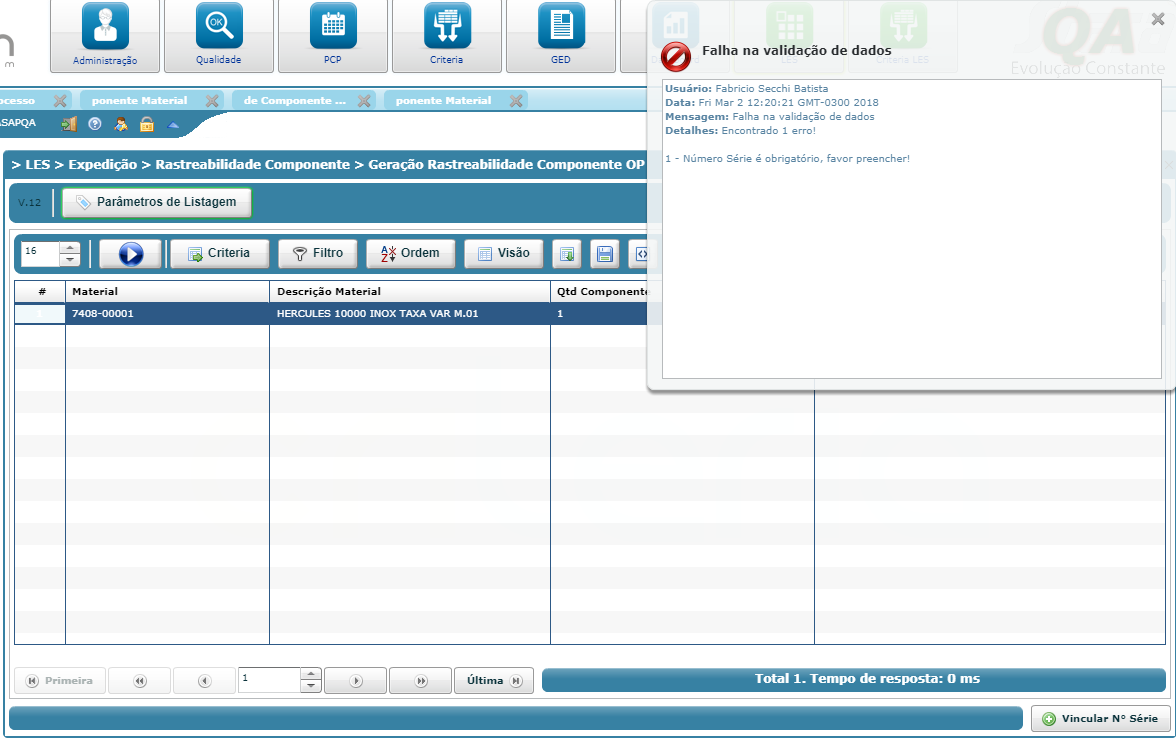 n
m
Administração
Qualidade
PCP
Criteria
GED
LES
Criteria LES
QA
Evolução Constante
Falha na validação de dados
Usuário: Fabricio Secchi Batista
Data: Fri Mar 2 12:20:21 GMT-0300 2018
Mensagem: Falha na validação de dados
Detalhes: Encontrado 1 erro!
1 - Número Série é obrigatório, favor preencher!
ocesso
ponente Material
de Componente ...
ponente Material
SAPQA
> LES > Expedição > Rastreabilidade Componente > Geração Rastreabilidade Componente OP
V.12
Parâmetros de Listagem
16
Criteria
Filtro
Ordem
Visão
# Material Descrição Material Qtd Componente
1 7408-00001 HERCULES 10000 INOX TAXA VAR M.01 1
Primeira
1
Última
Total 1. Tempo de resposta: 0 ms
Vincular N° Série